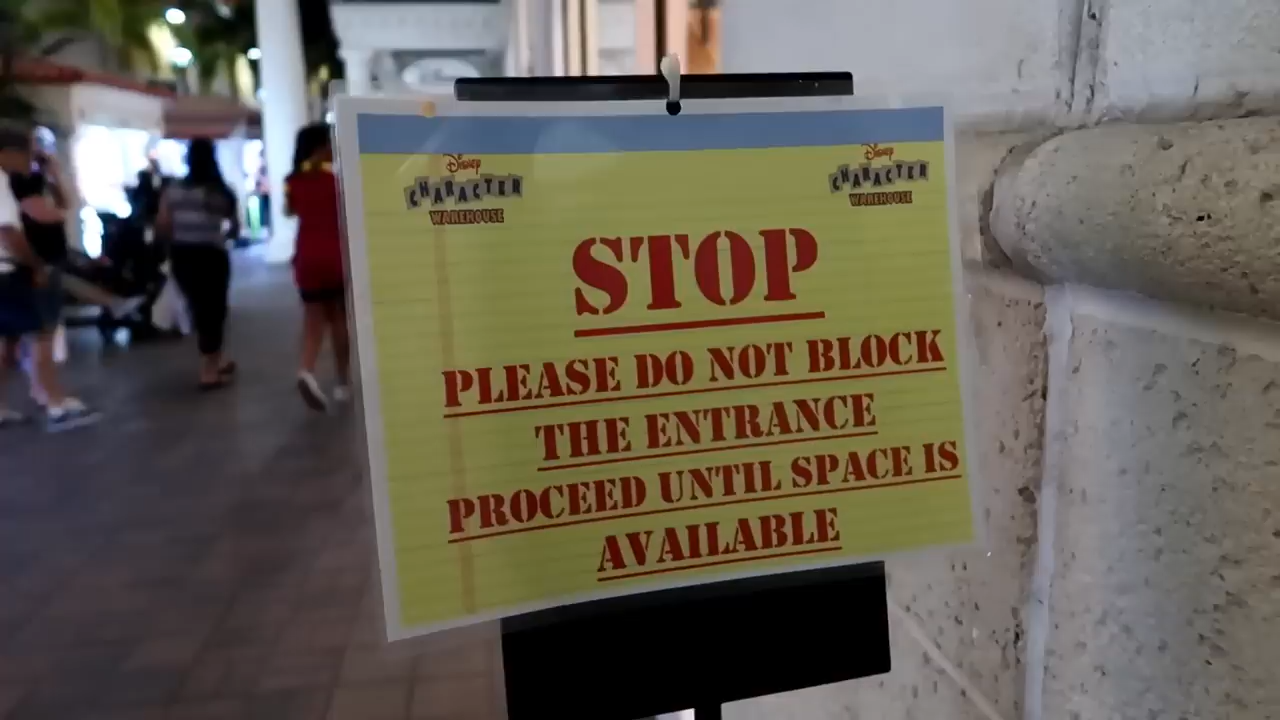 Disney
CHARACTER
WAREHOUSE
Disney
CHARACTER
WAREHOUSE
STOP
PLEASE DO NOT BLOCK
THE ENTRANCE
PROCEED UNTIL SPACE IS
AVAILABLE